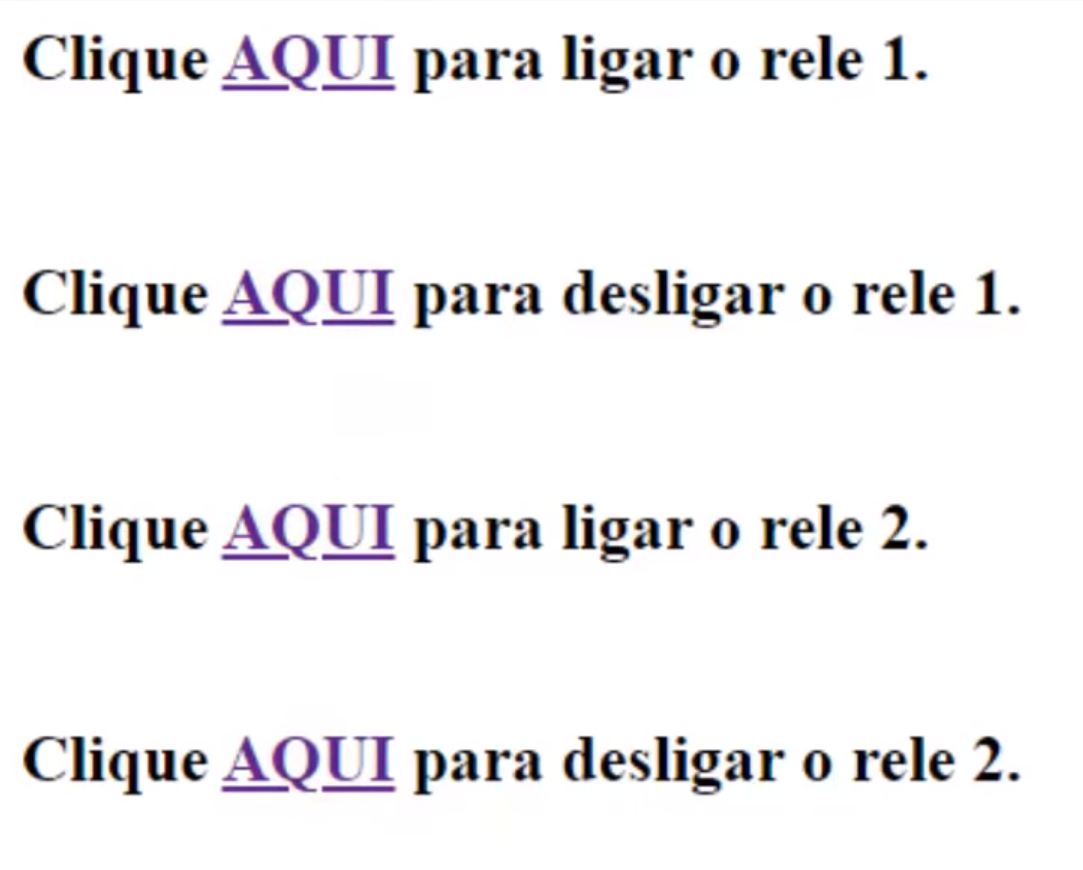 Clique AQUI para ligar o rele 1.
Clique AQUI para desligar o rele 1.
Clique AQUI para ligar o rele 2.
Clique AQUI para desligar o rele 2.